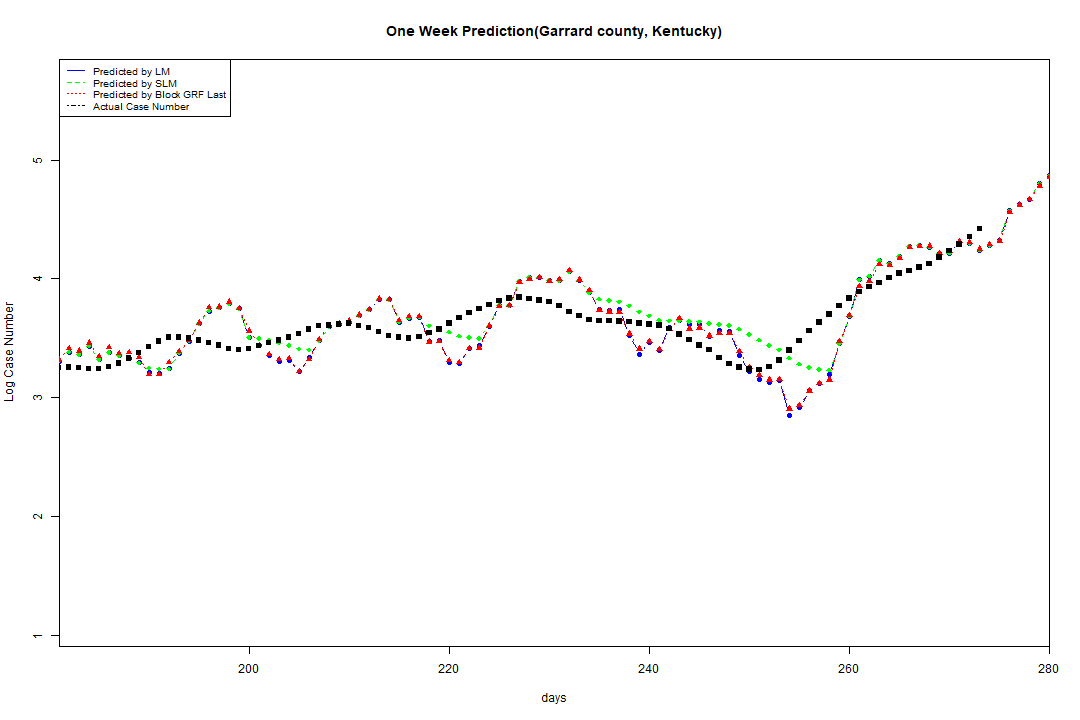 One Week Prediction(Garrard county, Kentucky)
Predicted by LM
Predicted by SLM
Predicted by Block GRF Last
Actual Case Number
5
4
3
2
1
Log Case Number
200 220 240 260 280
days